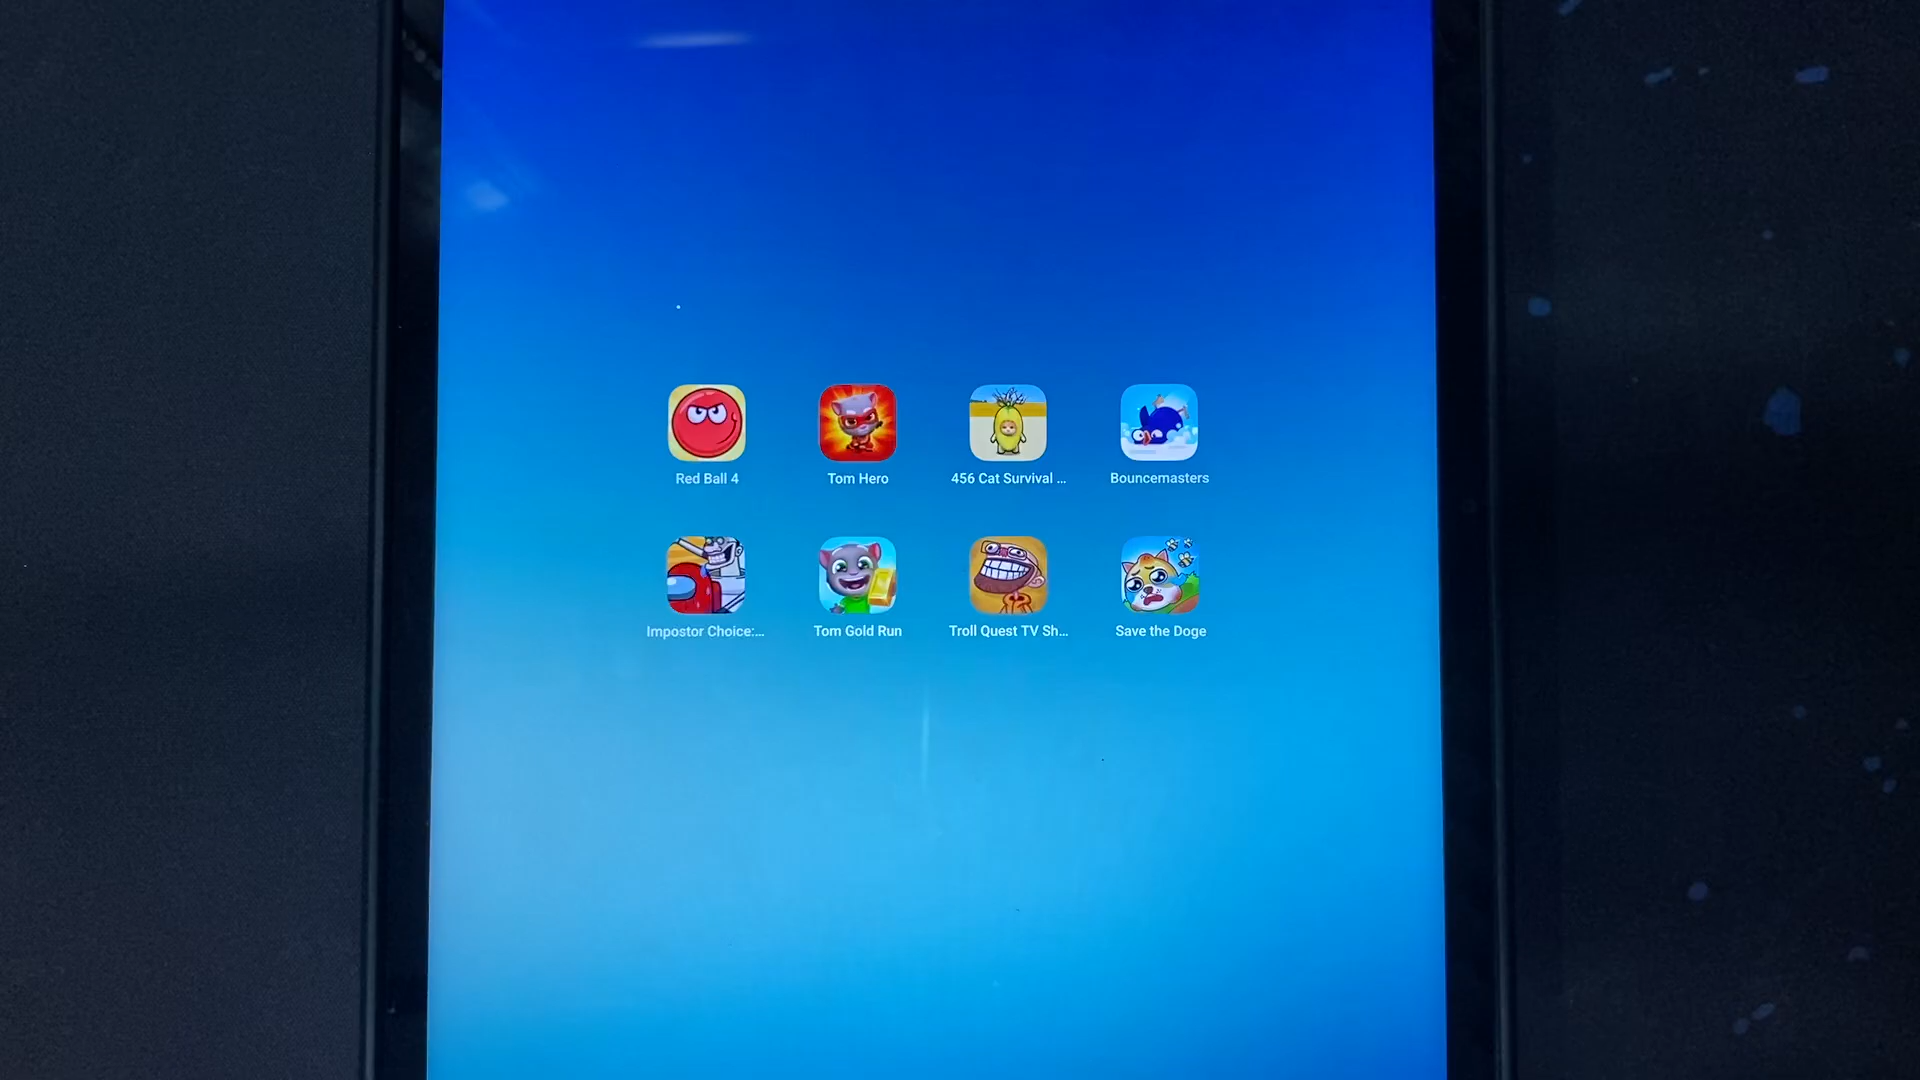 Red Ball 4
Tom Hero
456 Cat Survival ...
Bouncemasters
Impostor Choice:...
Tom Gold Run
Troll Quest TV Sh...
Save the Doge